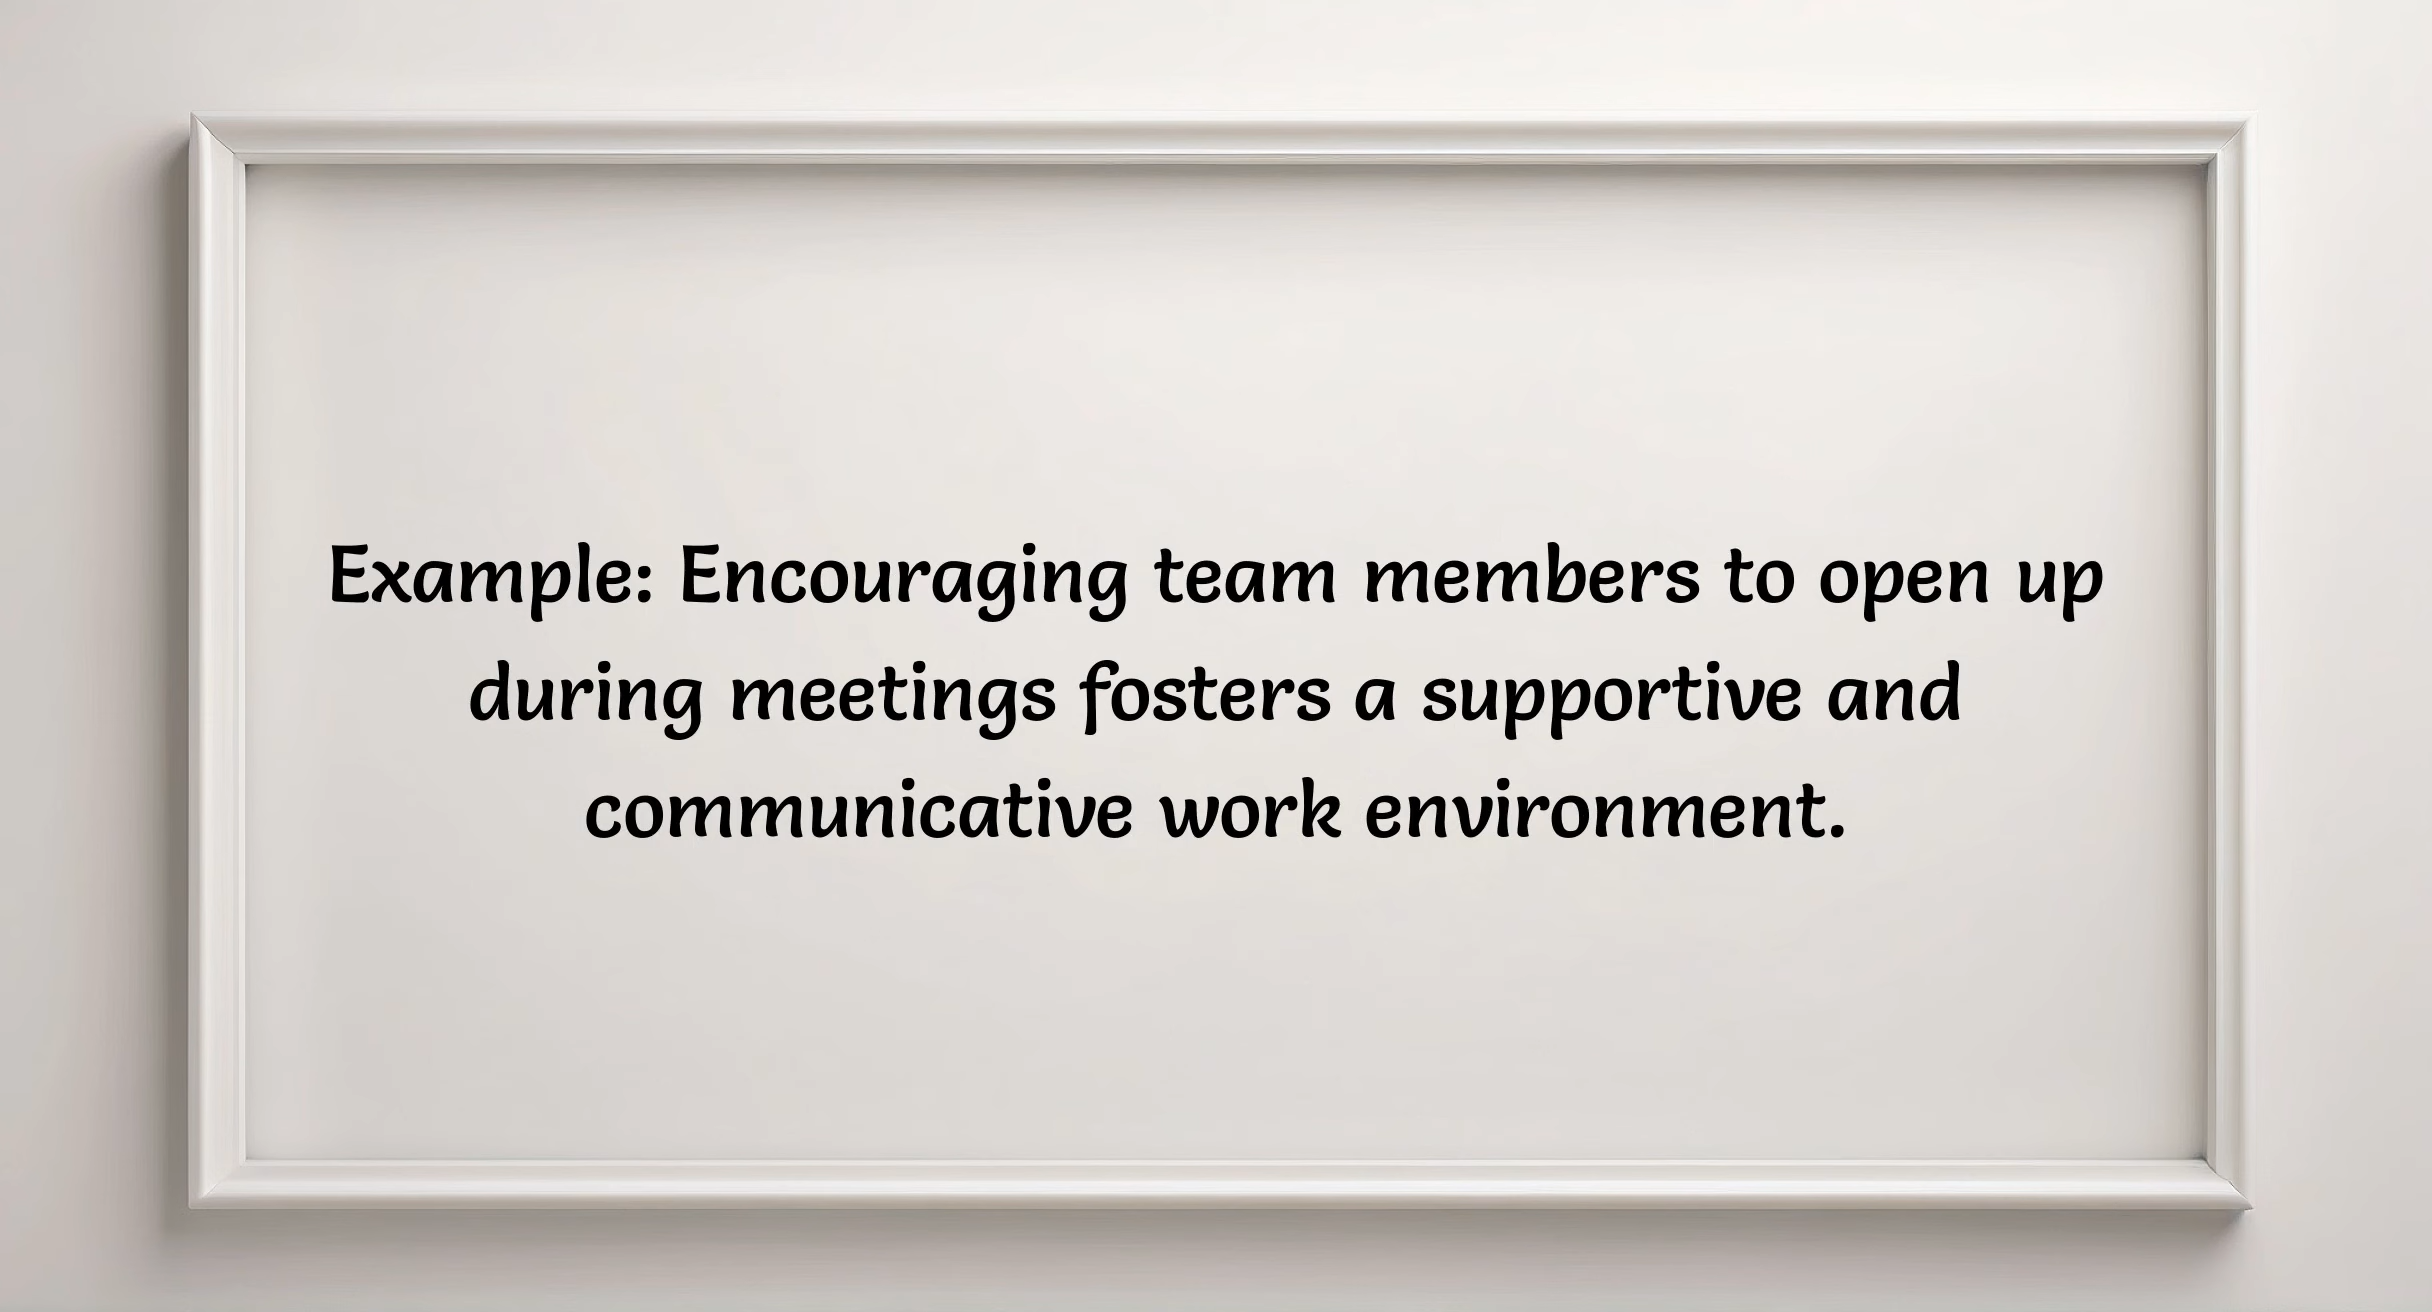 Example: Encouraging team members to open up
during meetings fosters a supportive and
communicative work environment.